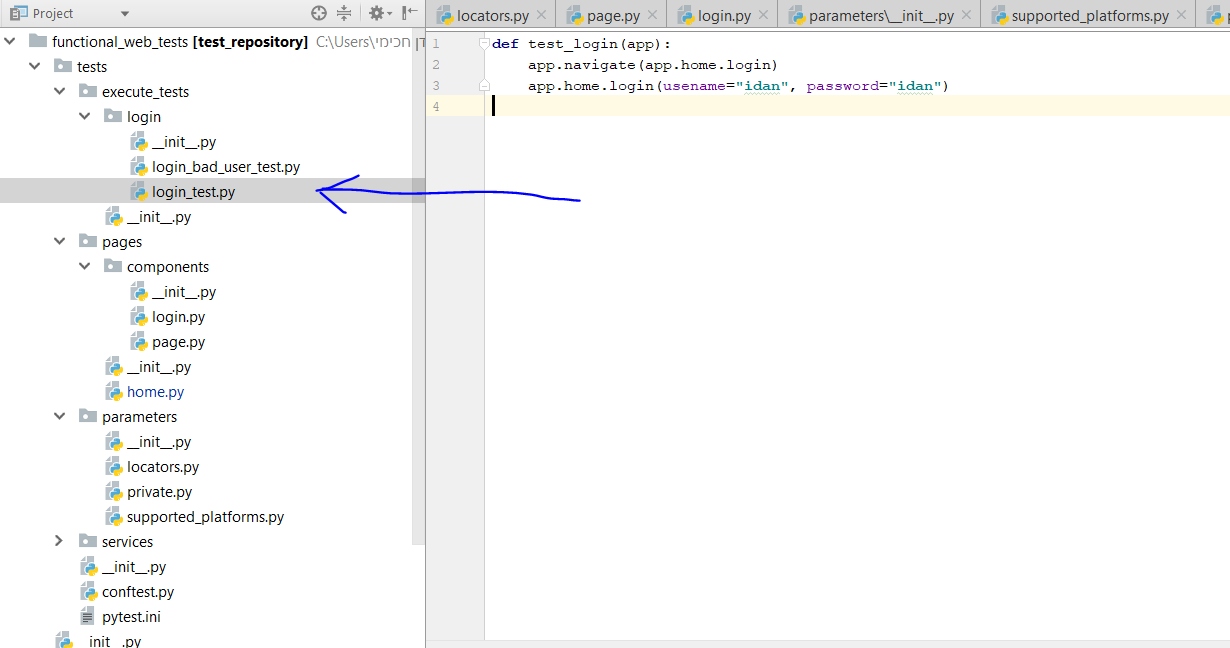 Project
functional_web_tests [test_repository] C:\Users\חכימי
tests
execute_tests
login
__init__.py
login_bad_user_test.py
login_test.py
__init__.py
pages
components
__init__.py
login.py
page.py
__init__.py
home.py
parameters
__init__.py
locators.py
private.py
supported_platforms.py
services
__init__.py
conftest.py
pytest.ini
__init__.py
locators.py page.py login.py parameters\__init__.py supported_platforms.py
1 def test_login(app):
2 app.navigate(app.home.login)
3 app.home.login(usename="idan", password="idan")
4